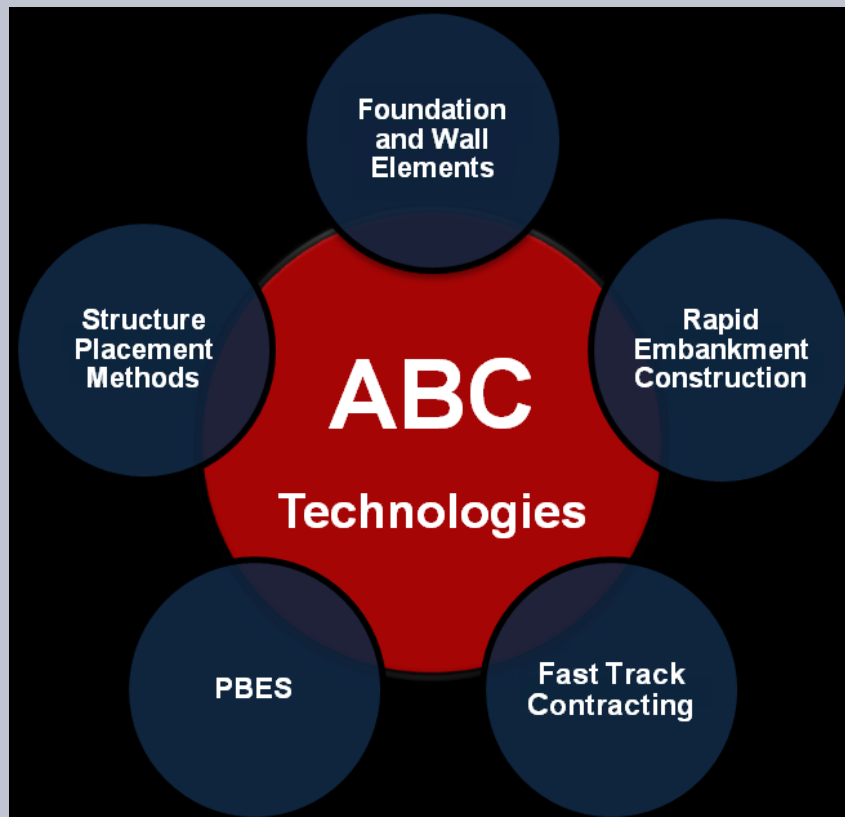 Foundation
and Wall
Elements
Structure
Placement
Methods
Rapid
Embankment
Construction
ABC
Technologies
PBES
Fast Track
Contracting